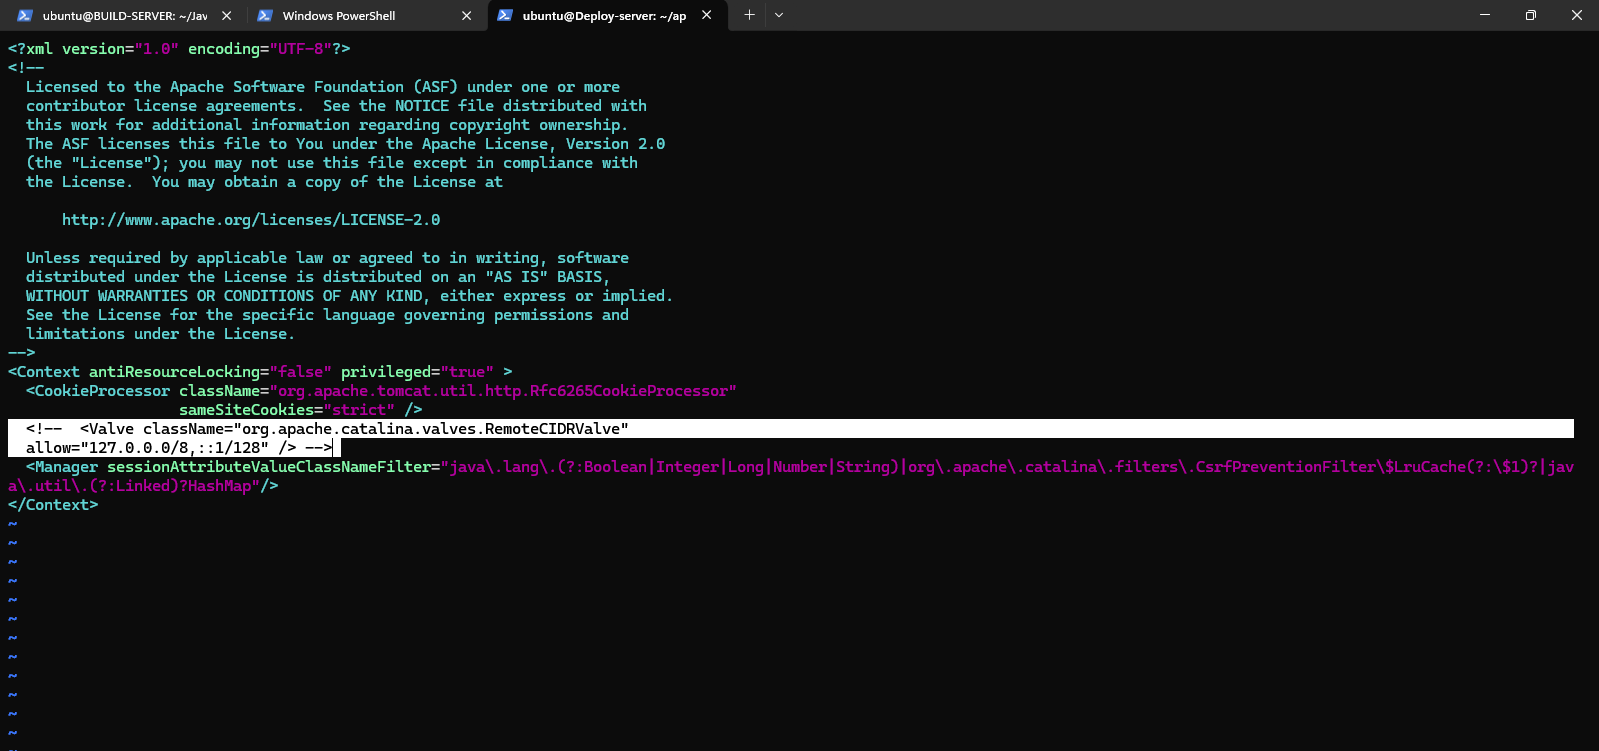 ubuntu@BUILD-SERVER: ~/Jav
Windows PowerShell
ubuntu@Deploy-server: ~/ap
<?xml version="1.0" encoding="UTF-8"?>
<!--
  Licensed to the Apache Software Foundation (ASF) under one or more
  contributor license agreements.  See the NOTICE file distributed with
  this work for additional information regarding copyright ownership.
  The ASF licenses this file to You under the Apache License, Version 2.0
  (the "License"); you may not use this file except in compliance with
  the License.  You may obtain a copy of the License at

      http://www.apache.org/licenses/LICENSE-2.0

  Unless required by applicable law or agreed to in writing, software
  distributed under the License is distributed on an "AS IS" BASIS,
  WITHOUT WARRANTIES OR CONDITIONS OF ANY KIND, either express or implied.
  See the License for the specific language governing permissions and
  limitations under the License.
-->
<Context antiResourceLocking="false" privileged="true" >
  <CookieProcessor className="org.apache.tomcat.util.http.Rfc6265CookieProcessor"
                   sameSiteCookies="strict" />
  <!--  <Valve className="org.apache.catalina.valves.RemoteCIDRValve"
  allow="127.0.0.0/8,::1/128" /> -->
  <Manager sessionAttributeValueClassNameFilter="java\.lang\.(?:Boolean|Integer|Long|Number|String)|org\.apache\.catalina\.filters\.CsrfPreventionFilter\$LruCache(?:\$1)?|jav
a\.util\.(?:Linked)?HashMap"/>
</Context>
~
~
~
~
~
~
~
~
~
~
~
~